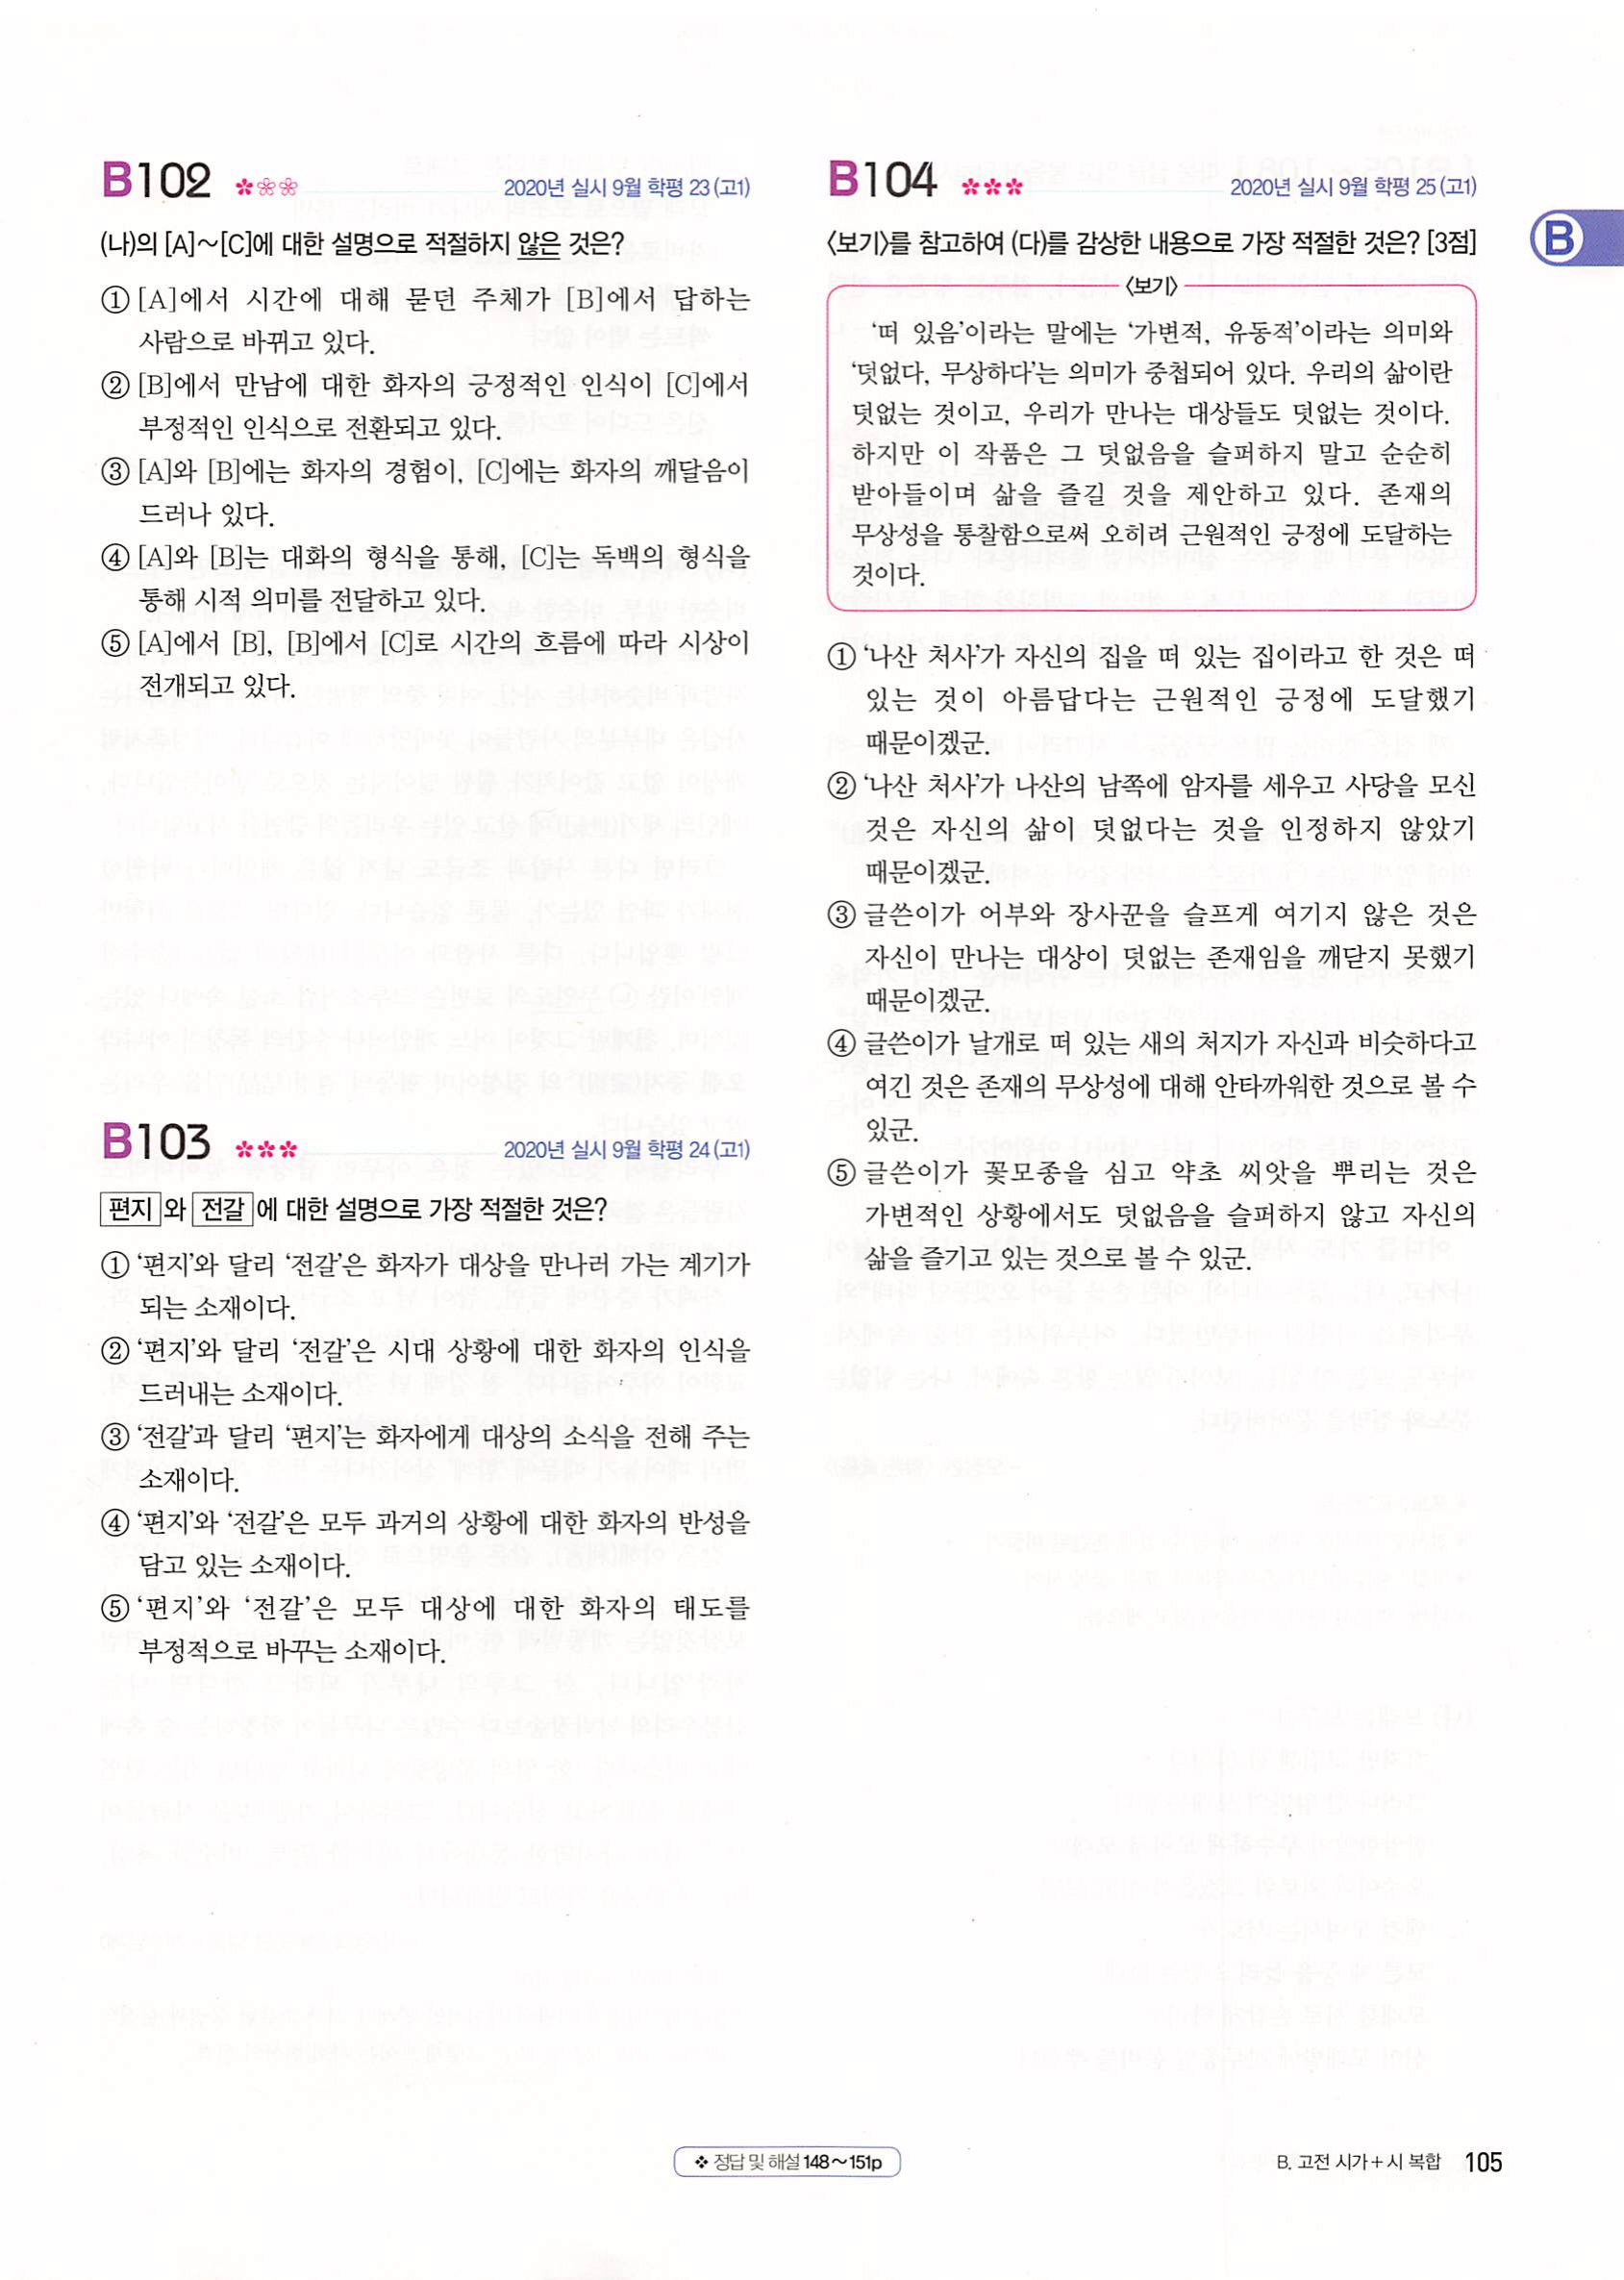 B102
2020년 실시 9월 학평 23(고1)
(나)의 [A]~[C]에 대한 설명으로 적절하지 않은 것은?
① [A]에서 시간에 대해 묻던 주체가 [B]에서 답하는
사람으로 바뀌고 있다.
② [B]에서 만남에 대한 화자의 긍정적인 인식이 [C]에서
부정적인 인식으로 전환되고 있다.
③ [A]와 [B]에는 화자의 경험이, [C]에는 화자의 깨달음이
드러나 있다.
④ [A]와 [B]는 대화의 형식을 통해, [C]는 독백의 형식을
통해 시적 의미를 전달하고 있다.
⑤ [A]에서 [B], [B]에서 [C]로 시간의 흐름에 따라 시상이
전개되고 있다.
B103
2020년 실시 9월 학평 24(고1)
편지 와 전갈 에 대한 설명으로 가장 적절한 것은?
① ‘편지’와 달리 ‘전갈’은 화자가 대상을 만나러 가는 계기가
되는 소재이다.
② ‘편지’와 달리 ‘전갈’은 시대 상황에 대한 화자의 인식을
드러내는 소재이다.
③ ‘전갈’과 달리 ‘편지’는 화자에게 대상의 소식을 전해 주는
소재이다.
④ ‘편지’와 ‘전갈’은 모두 과거의 상황에 대한 화자의 반성을
담고 있는 소재이다.
⑤ ‘편지’와 ‘전갈’은 모두 대상에 대한 화자의 태도를
부정적으로 바꾸는 소재이다.
B104
2020년 실시 9월 학평 25(고1)
<보기>를 참고하여 (다)를 감상한 내용으로 가장 적절한 것은? [3점]
<보기>
‘떠 있음’이라는 말에는 ‘가변적, 유동적’이라는 의미와
‘덧없다, 무상하다’는 의미가 중첩되어 있다. 우리의 삶이란
덧없는 것이고, 우리가 만나는 대상들도 덧없는 것이다.
하지만 이 작품은 그 덧없음을 슬퍼하지 말고 순순히
받아들이며 삶을 즐길 것을 제안하고 있다. 존재의
무상성을 통찰함으로써 오히려 근원적인 긍정에 도달하는
것이다.
① ‘나산 처사’가 자신의 집을 떠 있는 집이라고 한 것은 떠
있는 것이 아름답다는 근원적인 긍정에 도달했기
때문이겠군.
② ‘나산 처사’가 나산의 남쪽에 암자를 세우고 사당을 모신
것은 자신의 삶이 덧없다는 것을 인정하지 않았기
때문이겠군.
③ 글쓴이가 어부와 장사꾼을 슬프게 여기지 않은 것은
자신이 만나는 대상이 덧없는 존재임을 깨닫지 못했기
때문이겠군.
④ 글쓴이가 날개로 떠 있는 새의 처지가 자신과 비슷하다고
여긴 것은 존재의 무상성에 대해 안타까워한 것으로 볼 수
있군.
⑤ 글쓴이가 꽃모종을 심고 약초 씨앗을 뿌리는 것은
가변적인 상황에서도 덧없음을 슬퍼하지 않고 자신의
삶을 즐기고 있는 것으로 볼 수 있군.
B
❖ 정답 및 해설 148~151p
B. 고전 시가+시 복합 105